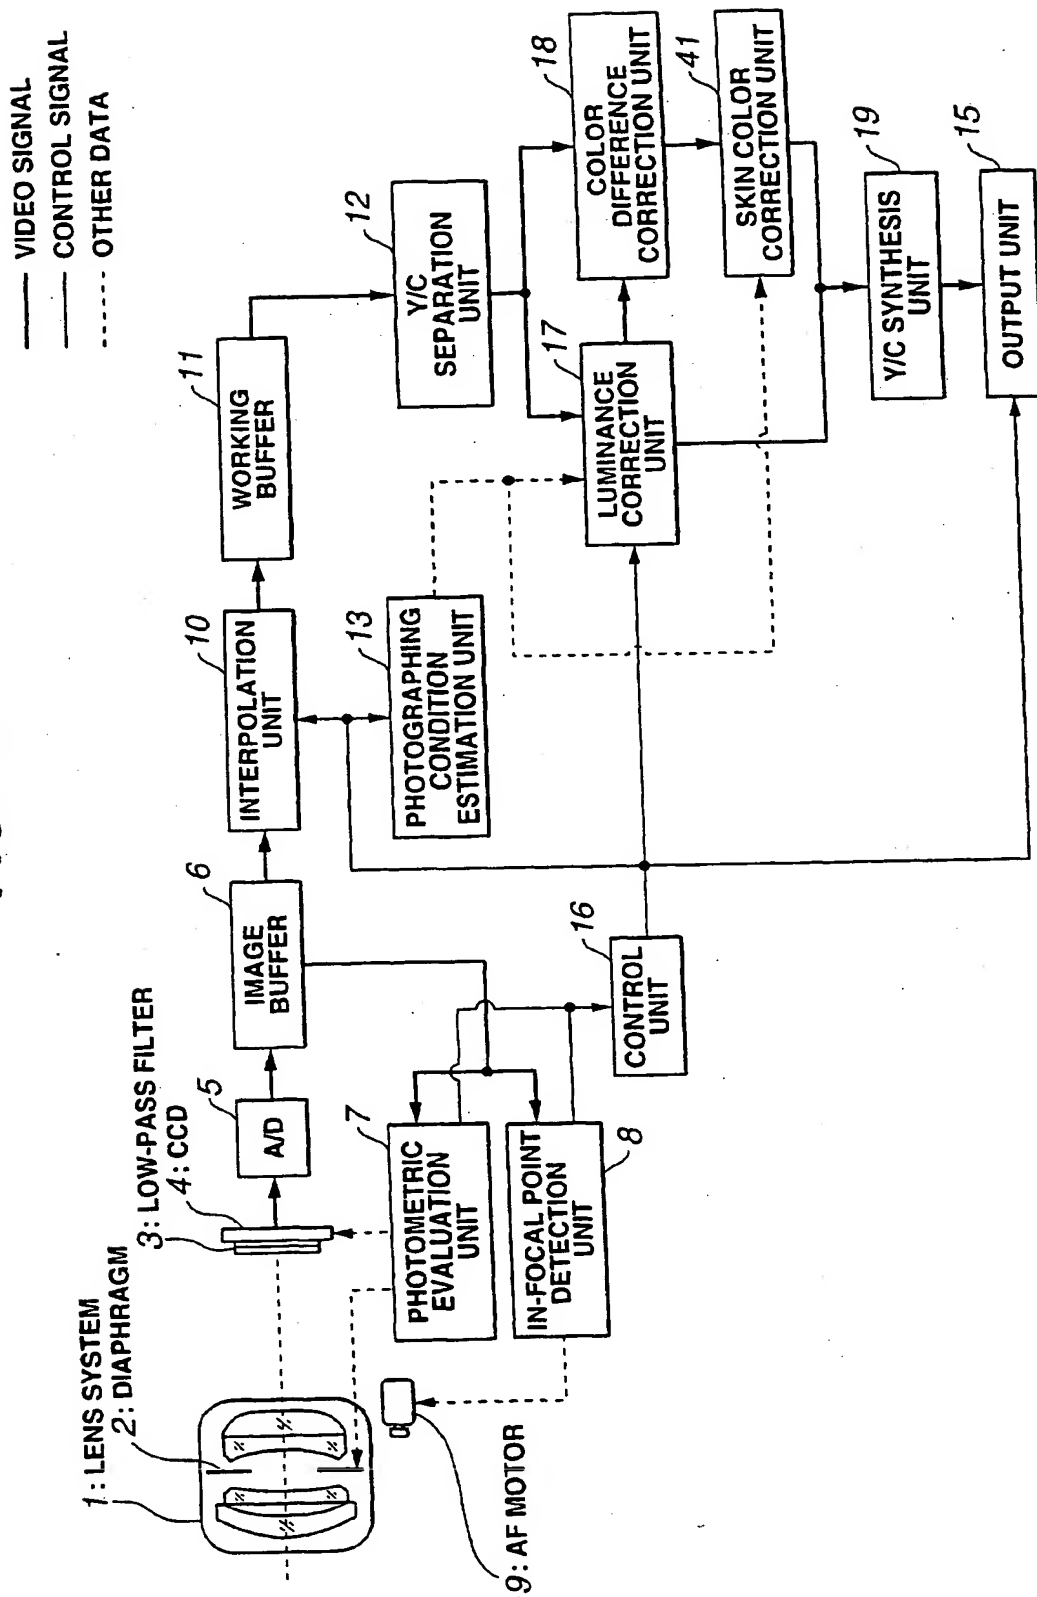 VIDEO SIGNAL
CONTROL SIGNAL
OTHER DATA
1: LENS SYSTEM
2: DIAPHRAGM
3: LOW-PASS FILTER
4: CCD
5
A/D
6
IMAGE
BUFFER
10
INTERPOLATION
UNIT
11
WORKING
BUFFER
12
Y/C
SEPARATION
UNIT
9: AF MOTOR
7
PHOTOMETRIC
EVALUATION
UNIT
8
IN-FOCAL POINT
DETECTION
UNIT
13
PHOTOGRAPHING
CONDITION
ESTIMATION UNIT
16
CONTROL
UNIT
17
LUMINANCE
CORRECTION
UNIT
18
COLOR
DIFFERENCE
CORRECTION UNIT
41
SKIN COLOR
CORRECTION UNIT
19
Y/C SYNTHESIS
UNIT
15
OUTPUT UNIT